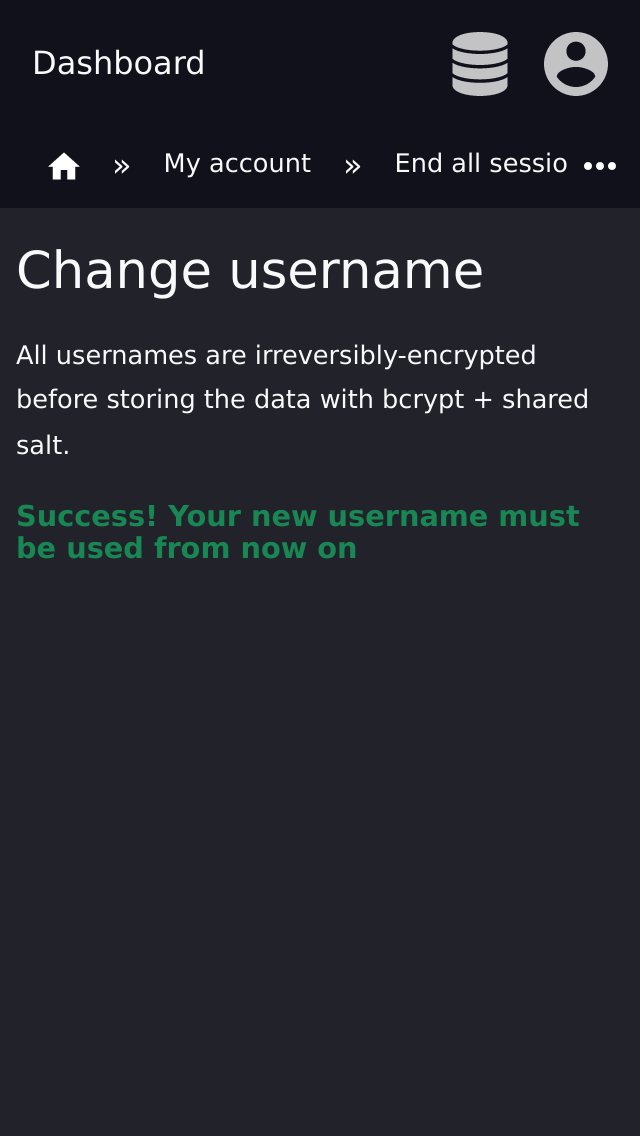 Dashboard
» My account » End all sessio •••
Change username
All usernames are irreversibly-encrypted
before storing the data with bcrypt + shared
salt.
Success! Your new username must
be used from now on